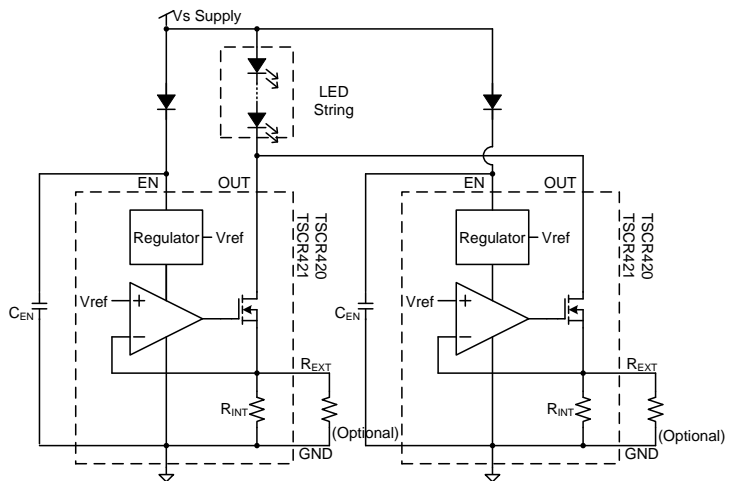 Vs Supply
LED
String
EN
OUT
EN
OUT
Regulator
Vref
TSCR420
TSCR421
Regulator
Vref
TSCR420
TSCR421
Vref
+
−
CEN
Vref
+
−
CEN
REXT
REXT
RINT
(Optional)
RINT
(Optional)
GND
GND